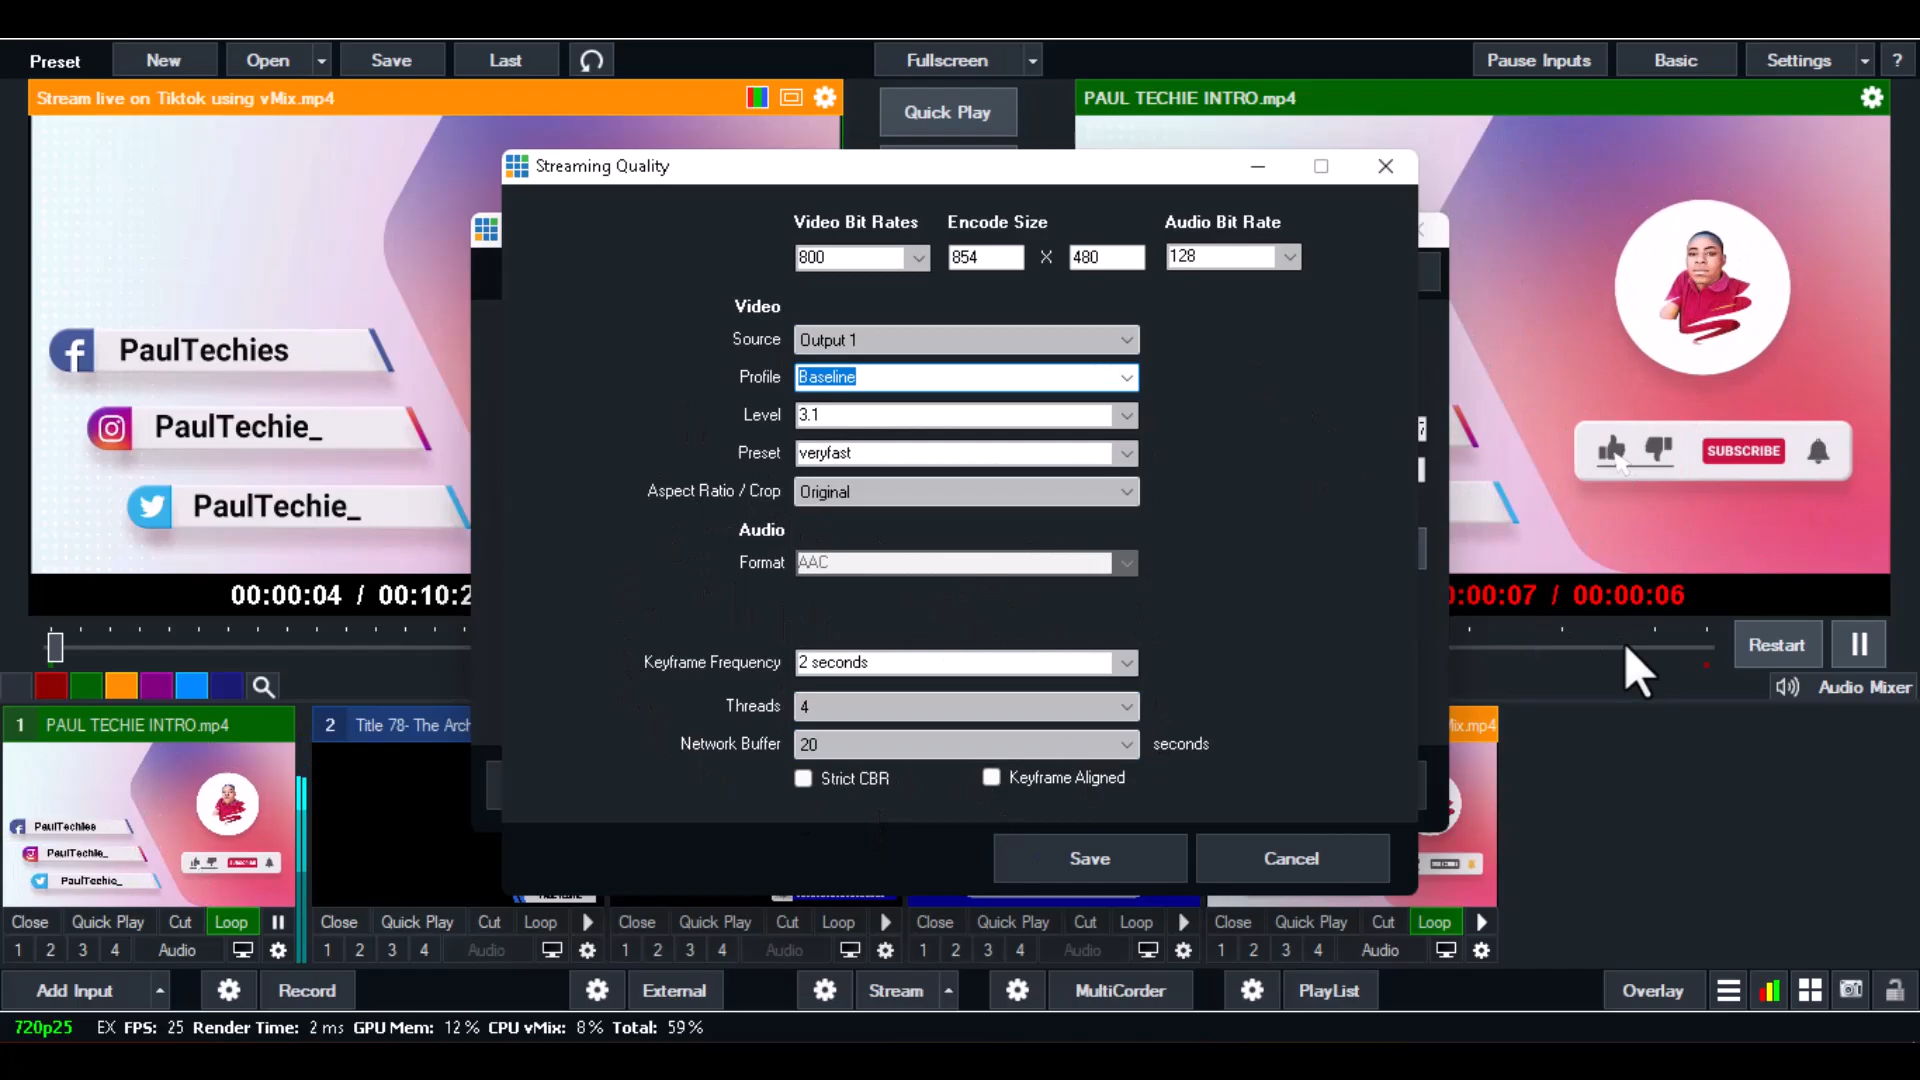 Preset New Open Save Last Fullscreen Pause Inputs Basic Settings ?
Stream live on Tiktok using vMix.mp4
Quick Play
PAUL TECHIE INTRO.mp4
Streaming Quality
Video Bit Rates Encode Size Audio Bit Rate
800 854 X 480 128
Video
Source Output 1
Profile Baseline
Level 3.1
Preset veryfast
Aspect Ratio / Crop Original
Audio
Format AAC
Keyframe Frequency 2 seconds
Threads 4
Network Buffer 20 seconds
Strict CBR Keyframe Aligned
Save Cancel
PaulTechies
PaulTechie_
PaulTechie_
SUBSCRIBE
00:00:04 / 00:10:2
:00:07 / 00:00:06
Restart
Audio Mixer
1 PAUL TECHIE INTRO.mp4
2 Title 78- The Arch
ix.mp4
PaulTechies
PaulTechie_
PaulTechie_
Close Quick Play Cut Loop Close Quick Play Cut Loop Close Quick Play Cut Loop Close Quick Play Cut Loop Close Quick Play Cut Loop
1 2 3 4 Audio 1 2 3 4 Audio 1 2 3 4 Audio 1 2 3 4 Audio 1 2 3 4 Audio
Add Input Record External Stream MultiCorder PlayList Overlay
720p25 EX FPS: 25 Render Time: 2 ms GPU Mem: 12 % CPU vMix: 8 % Total: 59 %